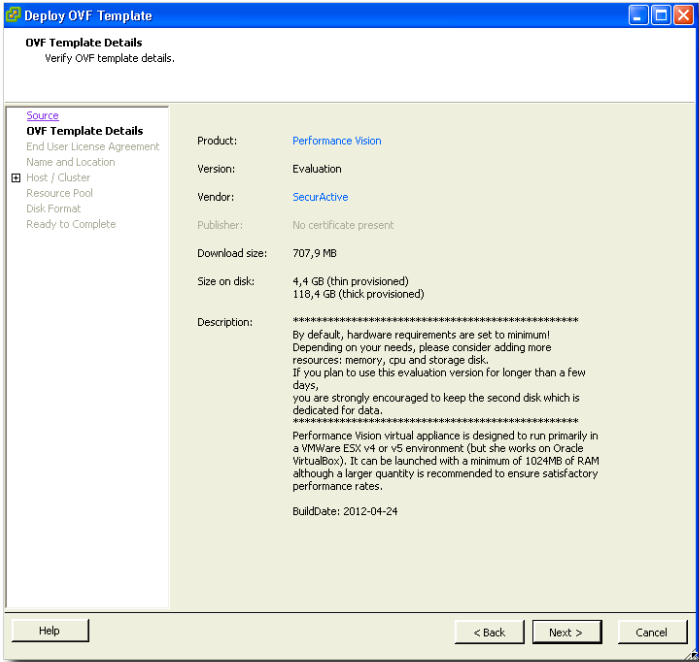 Deploy OVF Template
OVF Template Details
Verify OVF template details.
Source
OVF Template Details
End User License Agreement
Name and Location
Host / Cluster
Resource Pool
Disk Format
Ready to Complete
Product: Performance Vision
Version: Evaluation
Vendor: SecurActive
Publisher: No certificate present
Download size: 707,9 MB
Size on disk: 4,4 GB (thin provisioned)
118,4 GB (thick provisioned)
Description: **************************************************
By default, hardware requirements are set to minimum!
Depending on your needs, please consider adding more
resources: memory, cpu and storage disk.
If you plan to use this evaluation version for longer than a few
days,
you are strongly encouraged to keep the second disk which is
dedicated for data.
**************************************************
Performance Vision virtual appliance is designed to run primarily in
a VMWare ESX v4 or v5 environment (but she works on Oracle
VirtualBox). It can be launched with a minimum of 1024MB of RAM
although a larger quantity is recommended to ensure satisfactory
performance rates.
BuildDate: 2012-04-24
Help
< Back
Next >
Cancel